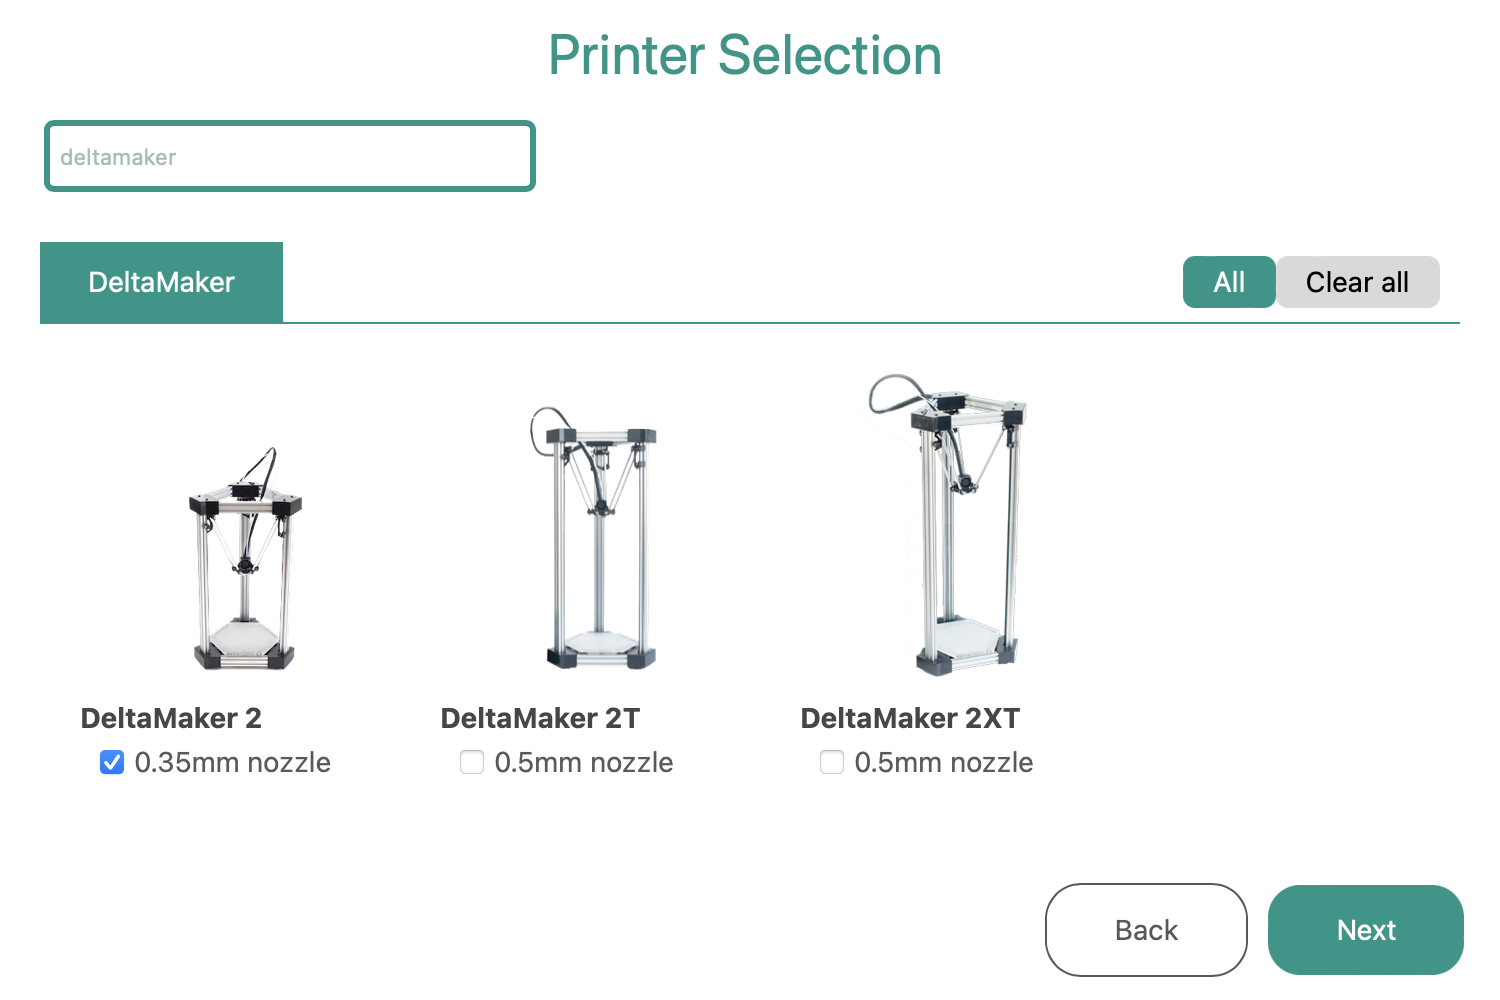 Printer Selection
deltamaker
DeltaMaker
All
Clear all
DeltaMaker 2
0.35mm nozzle
DeltaMaker 2T
0.5mm nozzle
DeltaMaker 2XT
0.5mm nozzle
Back
Next